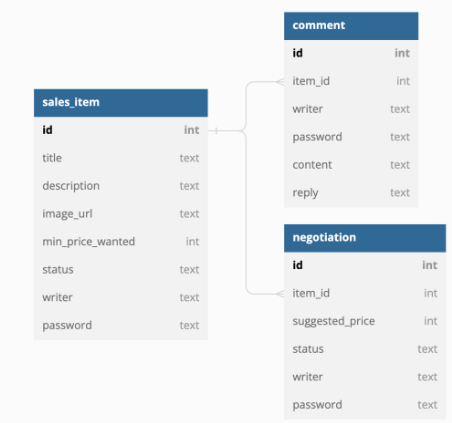 sales_item
id int
title text
description text
image_url text
min_price_wanted int
status text
writer text
password text
comment
id int
item_id int
writer text
password text
content text
reply text
negotiation
id int
item_id int
suggested_price int
status text
writer text
password text